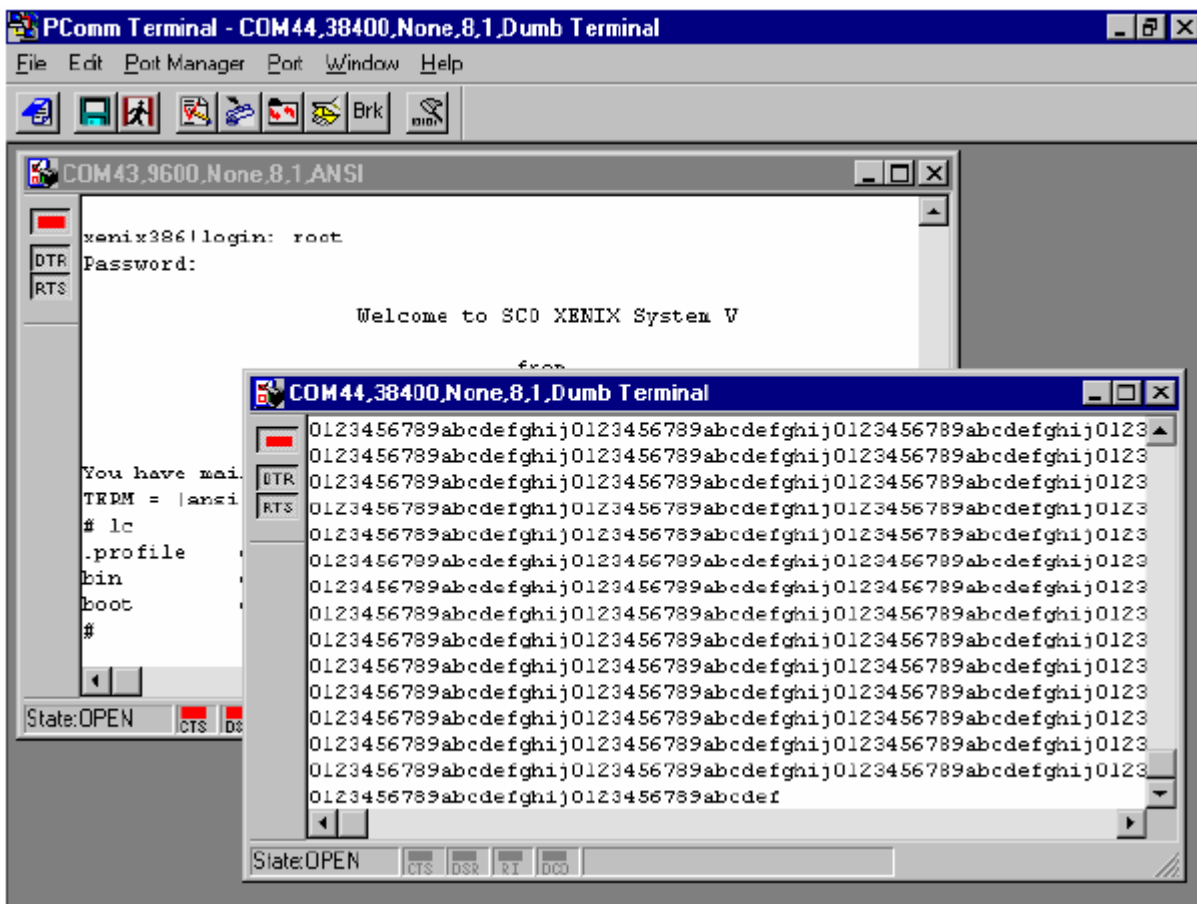 PComm Terminal - COM44,38400,None,8,1,Dumb Terminal
File Edit Port Manager Port Window Help
Brk
COM43,9600,None,8,1,ANSI
DTR
RTS
xenix386!login: root
Password:
Welcome to SCO XENIX System V
from
You have mai
TERM = (ansi
# lc
.profile
bin
boot
#
State:OPEN CTS
COM44,38400,None,8,1,Dumb Terminal
DTR
RTS
0123456789abcdefghij0123456789abcdefghij0123456789abcdefghij0123
0123456789abcdefghij0123456789abcdefghij0123456789abcdefghij0123
0123456789abcdefghij0123456789abcdefghij0123456789abcdefghij0123
0123456789abcdefghij0123456789abcdefghij0123456789abcdefghij0123
0123456789abcdefghij0123456789abcdefghij0123456789abcdefghij0123
0123456789abcdefghij0123456789abcdefghij0123456789abcdefghij0123
0123456789abcdefghij0123456789abcdefghij0123456789abcdefghij0123
0123456789abcdefghij0123456789abcdefghij0123456789abcdefghij0123
0123456789abcdefghij0123456789abcdefghij0123456789abcdefghij0123
0123456789abcdefghij0123456789abcdefghij0123456789abcdefghij0123
0123456789abcdefghij0123456789abcdefghij0123456789abcdefghij0123
0123456789abcdefghij0123456789abcdefghij0123456789abcdefghij0123
0123456789abcdefghij0123456789abcdefghij0123456789abcdefghij0123
0123456789abcdefghij0123456789abcdefghij0123456789abcdefghij0123
0123456789abcdefghij0123456789abcdef
State:OPEN CTS DSR RI DCD